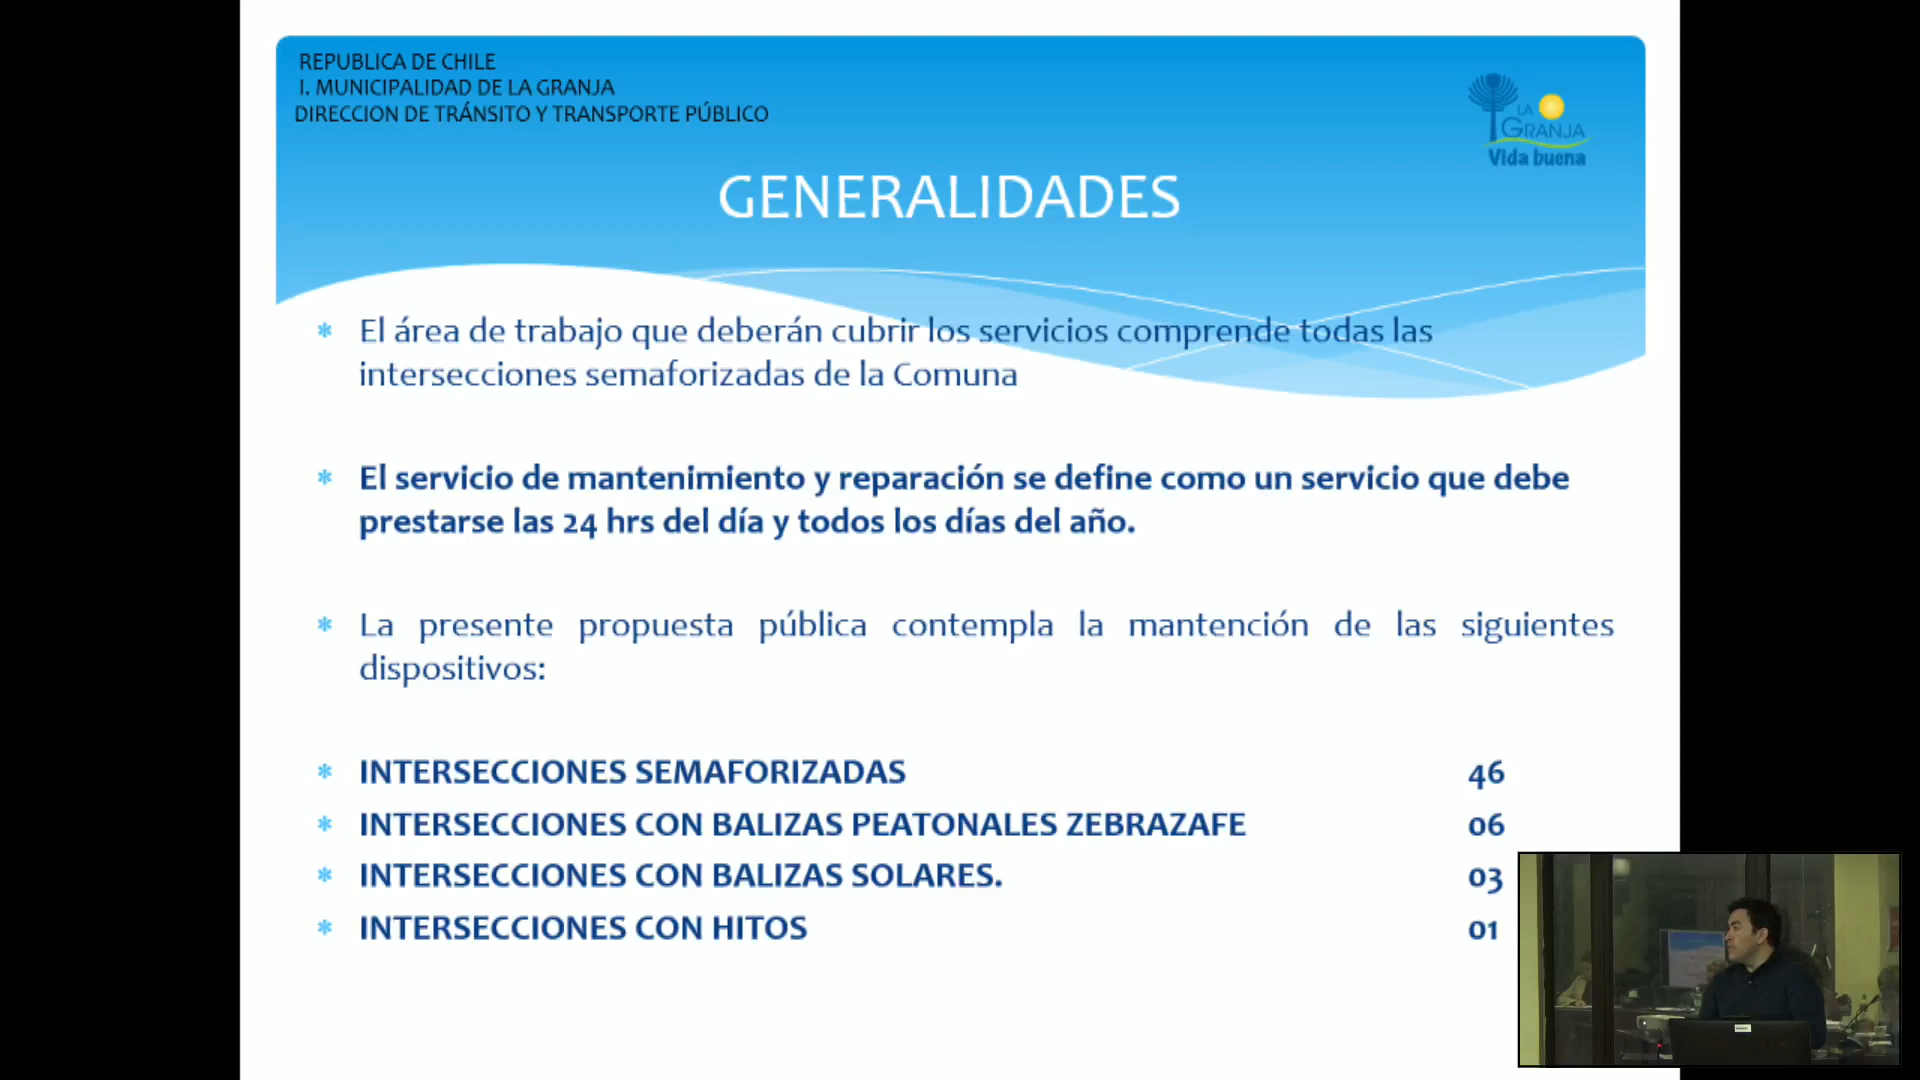 REPUBLICA DE CHILE
I. MUNICIPALIDAD DE LA GRANJA
DIRECCION DE TRÁNSITO Y TRANSPORTE PÚBLICO
LA
GRANJA
Vida buena
GENERALIDADES
* El área de trabajo que deberán cubrir los servicios comprende todas las
intersecciones semaforizadas de la Comuna
* El servicio de mantenimiento y reparación se define como un servicio que debe
prestarse las 24 hrs del día y todos los días del año.
* La presente propuesta pública contempla la mantención de las siguientes
dispositivos:
* INTERSECCIONES SEMAFORIZADAS 46
* INTERSECCIONES CON BALIZAS PEATONALES ZEBRAZAFE 06
* INTERSECCIONES CON BALIZAS SOLARES. 03
* INTERSECCIONES CON HITOS 01